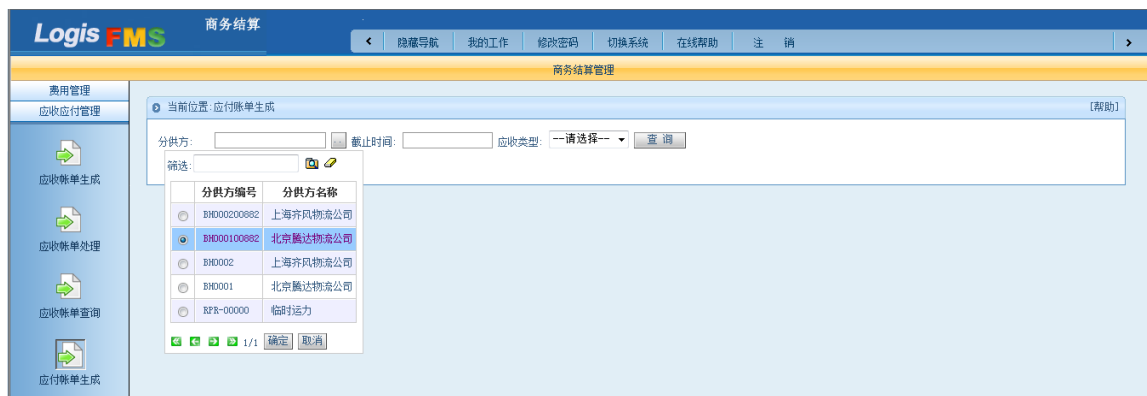 Logis FMS 商务结算
隐藏导航 我的工作 修改密码 切换系统 在线帮助 注 销
商务结算管理
费用管理
应收应付管理
当前位置:应付账单生成 [帮助]
分供方: 截止时间: 应收类型: --请选择-- 查 询
筛选:
分供方编号 分供方名称
BH000200882 上海齐风物流公司
BH000100882 北京腾达物流公司
BH0002 上海齐风物流公司
BH0001 北京腾达物流公司
RPR-00000 临时运力
1/1 确定 取消
应收帐单生成
应收帐单处理
应收帐单查询
应付帐单生成